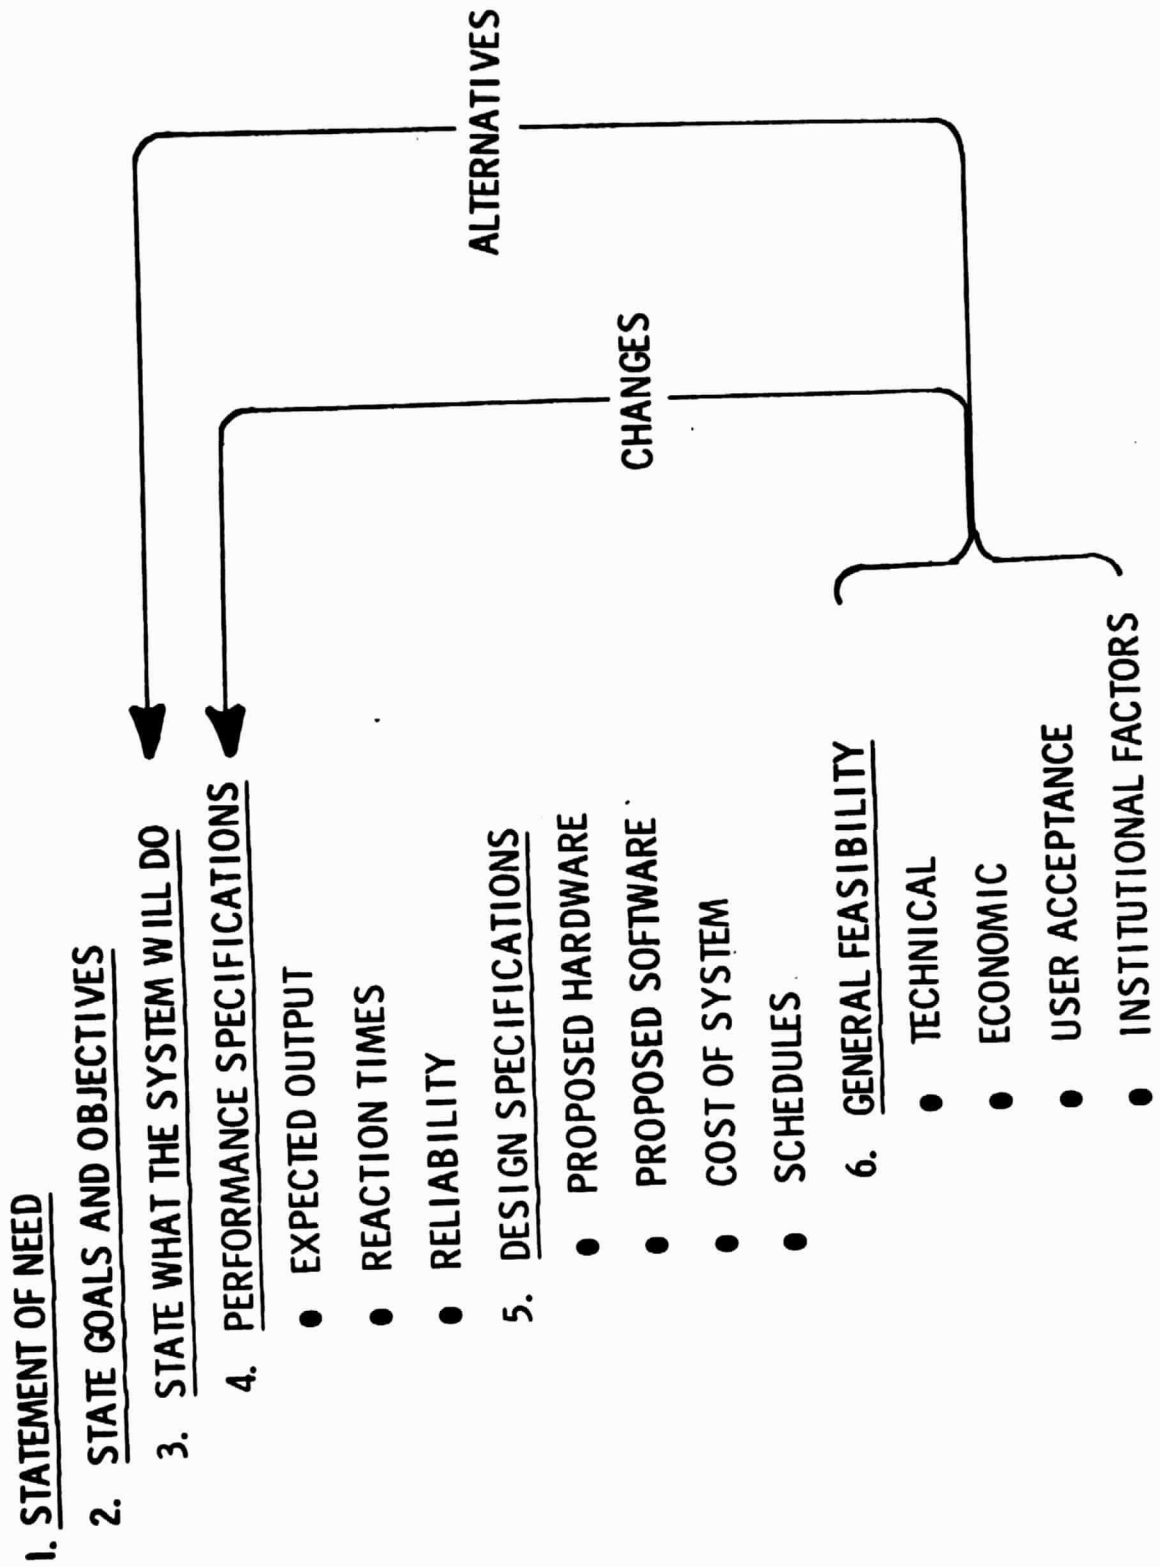 1. STATEMENT OF NEED
2. STATE GOALS AND OBJECTIVES
3. STATE WHAT THE SYSTEM WILL DO
4. PERFORMANCE SPECIFICATIONS
• EXPECTED OUTPUT
• REACTION TIMES
• RELIABILITY
5. DESIGN SPECIFICATIONS
• PROPOSED HARDWARE
• PROPOSED SOFTWARE
• COST OF SYSTEM
• SCHEDULES
6. GENERAL FEASIBILITY
• TECHNICAL
• ECONOMIC
• USER ACCEPTANCE
• INSTITUTIONAL FACTORS
CHANGES
ALTERNATIVES